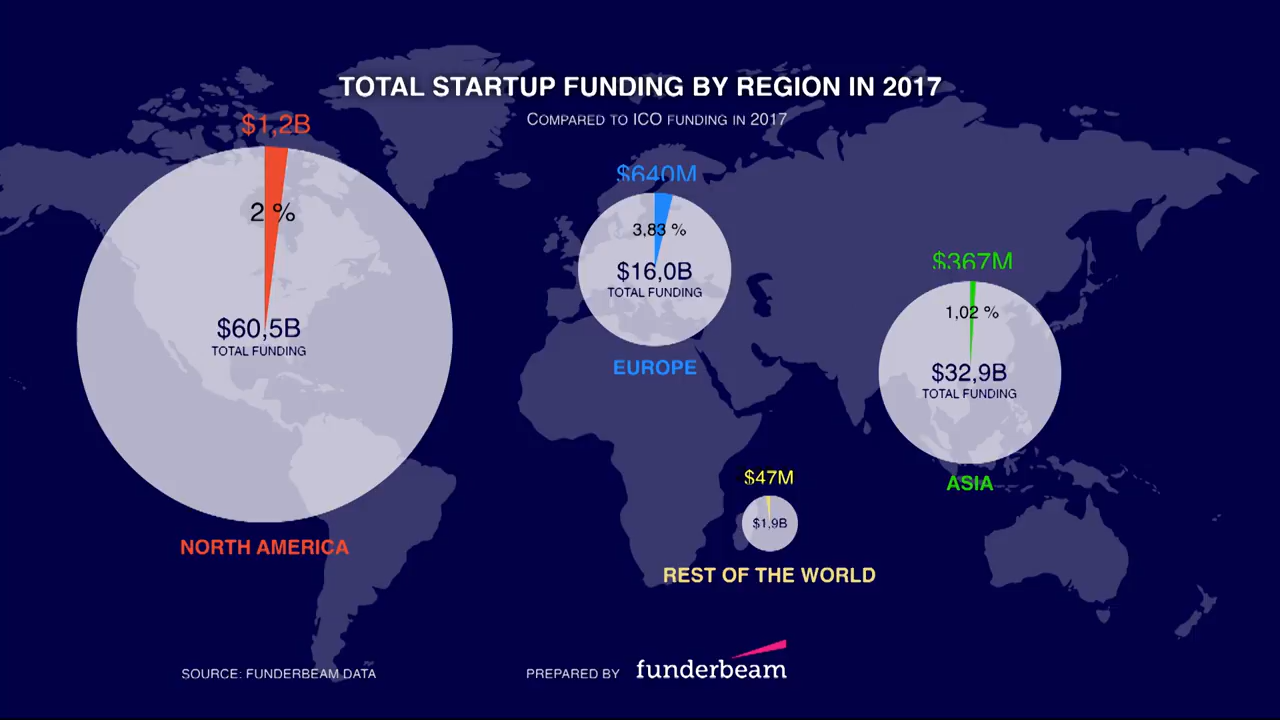 TOTAL STARTUP FUNDING BY REGION IN 2017
COMPARED TO ICO FUNDING IN 2017
$1,2B
2 %
$60,5B
TOTAL FUNDING
NORTH AMERICA
$640M
3,83 %
$16,0B
TOTAL FUNDING
EUROPE
$367M
1,02 %
$32,9B
TOTAL FUNDING
ASIA
$47M
$1,9B
REST OF THE WORLD
SOURCE: FUNDERBEAM DATA
PREPARED BY funderbeam